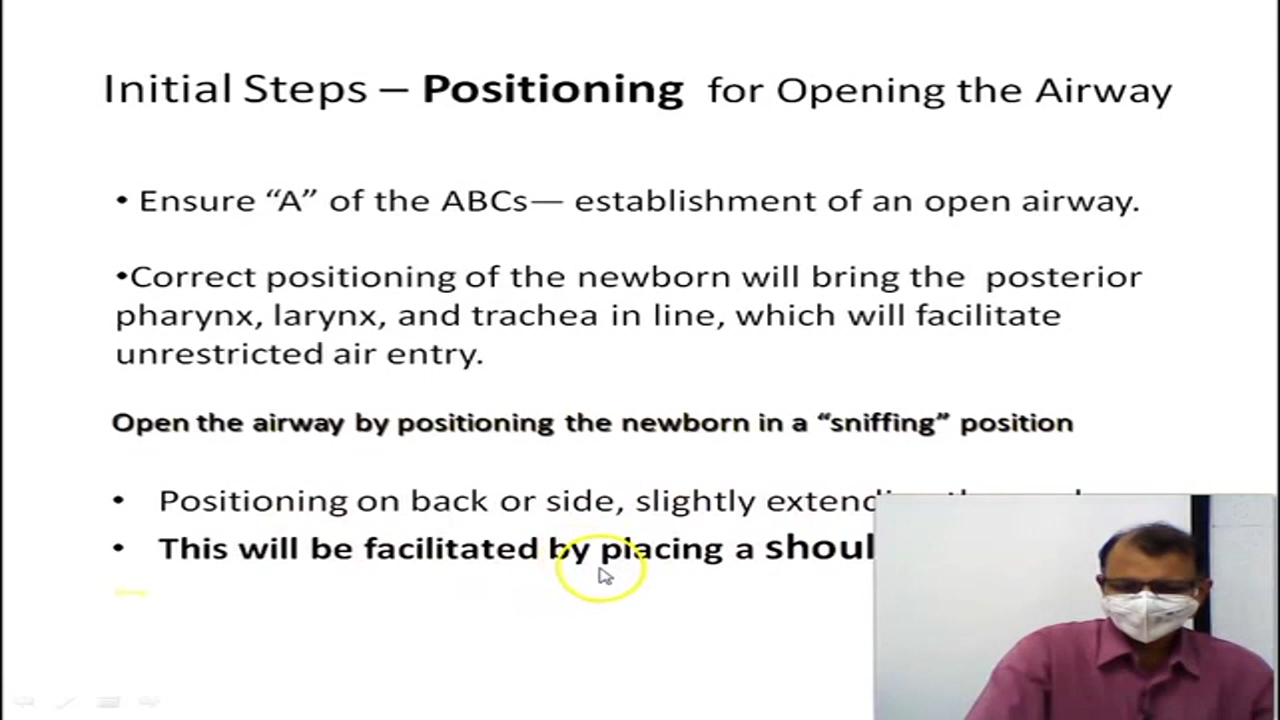 Initial Steps – Positioning for Opening the Airway
• Ensure “A” of the ABCs— establishment of an open airway.
•Correct positioning of the newborn will bring the posterior
pharynx, larynx, and trachea in line, which will facilitate
unrestricted air entry.
Open the airway by positioning the newborn in a “sniffing” position
• Positioning on back or side, slightly
• This will be facilitated by placing a